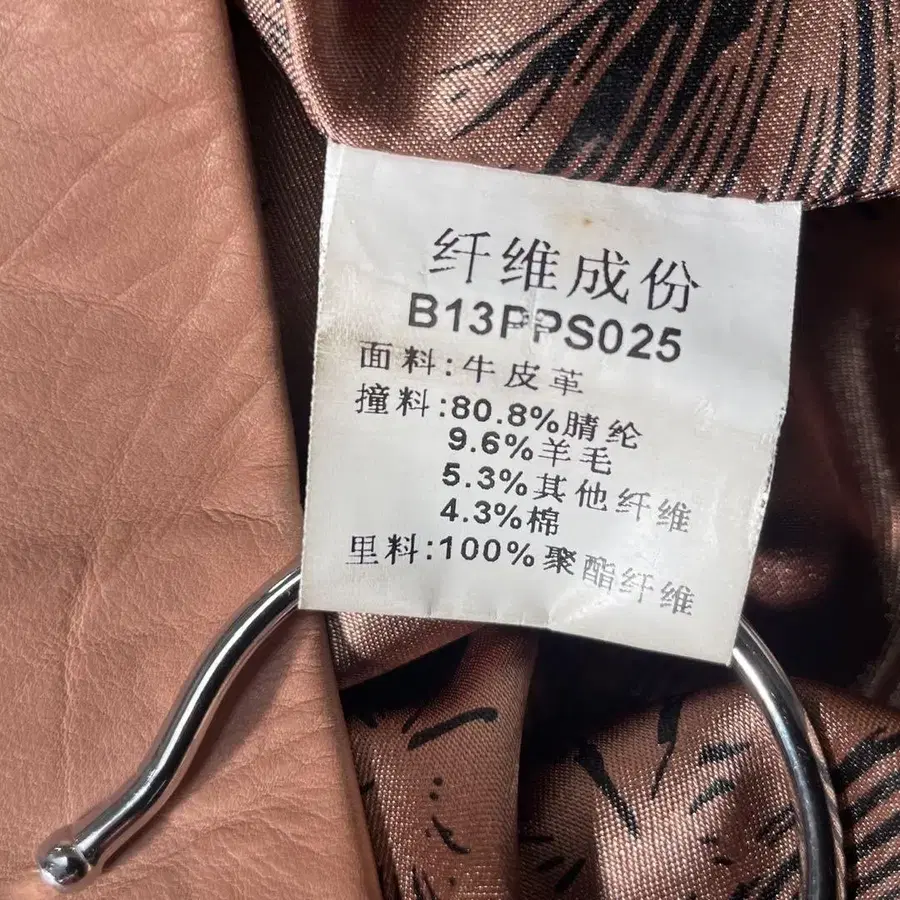 纤维成份
B13PPS025
面料:牛皮革
撞料:80.8%腈纶
9.6%羊毛
5.3%其他纤维
4.3%棉
里料:100%聚酯纤维